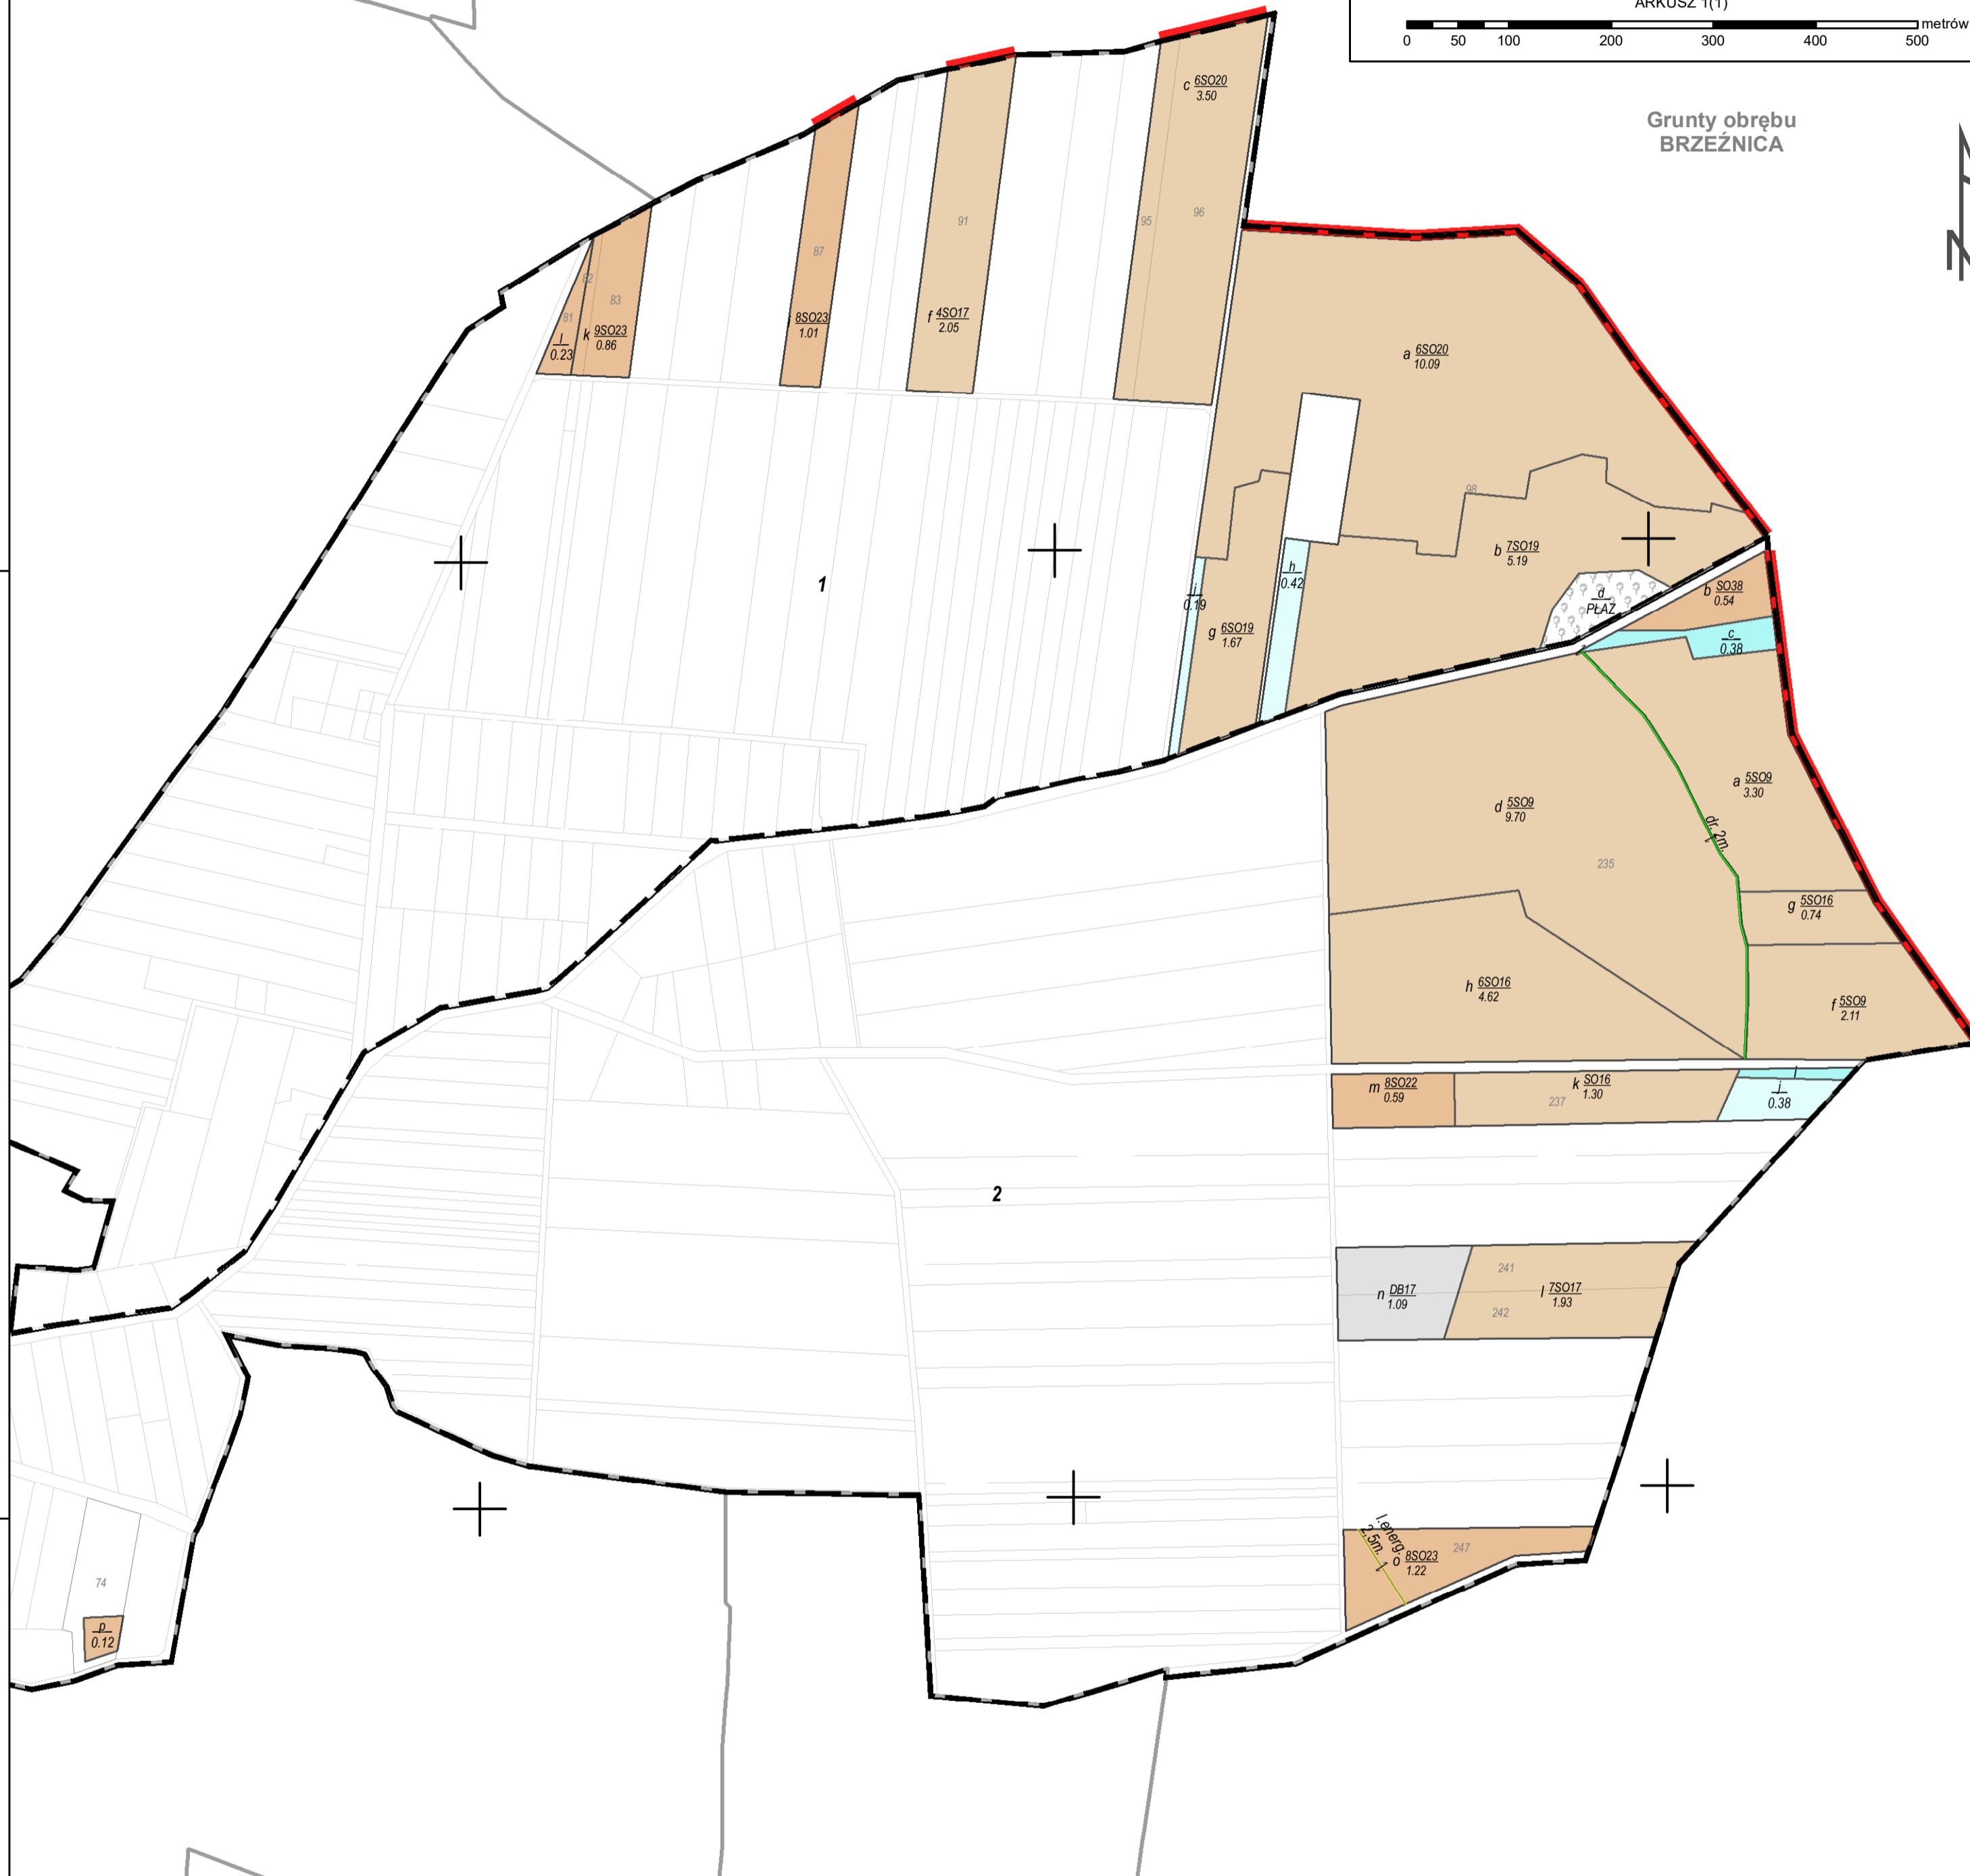 ARKUSZ 1(1)
metrów
0 50 100 200 300 400 500
Grunty obrębu
BRZEŹNICA
N
c 6SO20
3.50
95
96
91
f 4SO17
2.05
87
8SO23
1.01
82
83
81
k 9SO23
0.86
l
0.23
a 6SO20
10.09
98
b 7SO19
5.19
h
0.42
j
0.19
g 6SO19
1.67
d
PŁAZ
b SO38
0.54
c
0.38
1
d 5SO9
9.70
a 5SO9
3.30
dr. 2m.
235
g 5SO16
0.74
h 6SO16
4.62
f 5SO9
2.11
m 8SO22
0.59
k SO16
1.30
237
i
j
0.38
2
n DB17
1.09
241
l 7SO17
1.93
242
l.energ.
2,5m.
o 8SO23
1.22
247
74
p
0.12